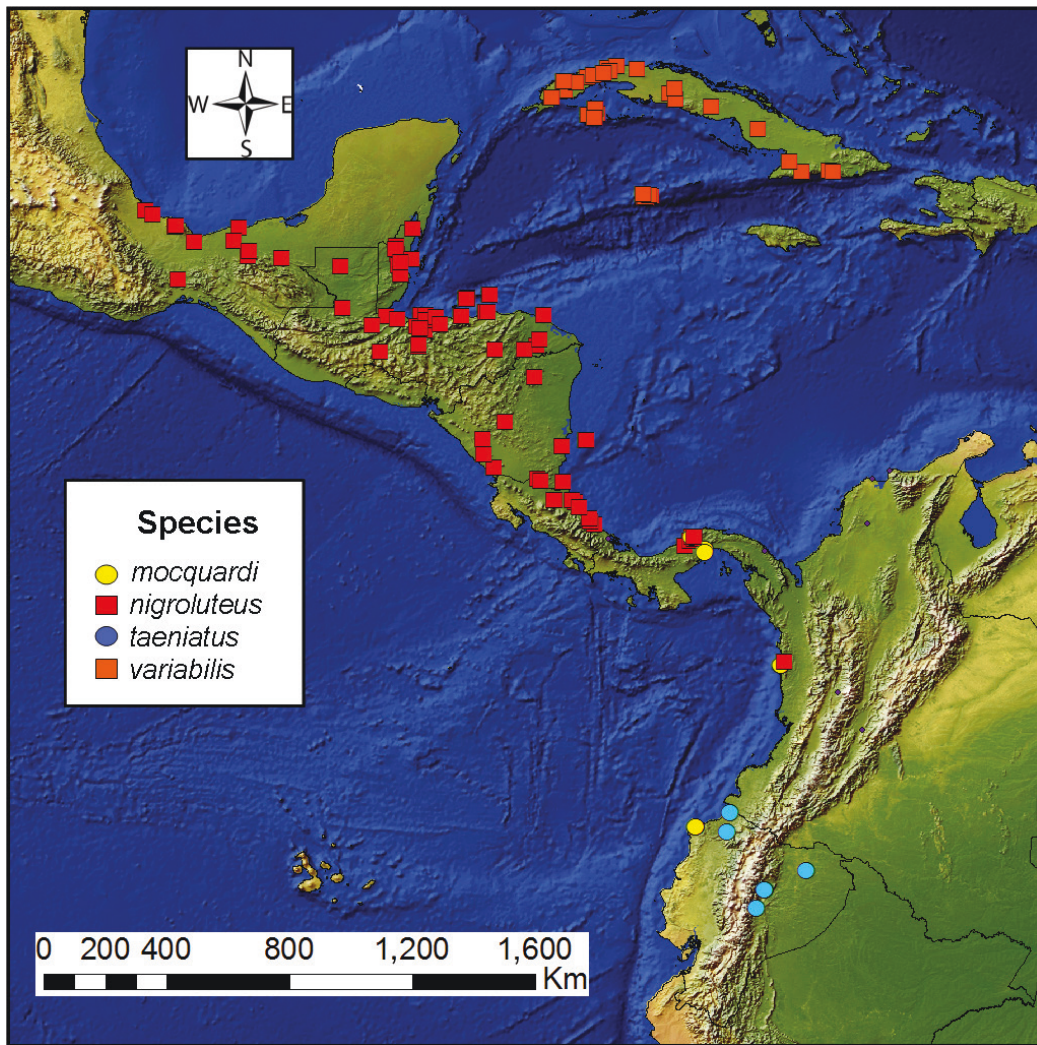 N
W E
S
Species
mocquardi
nigroluteus
taeniatus
variabilis
0 200 400 800 1,200 1,600
Km